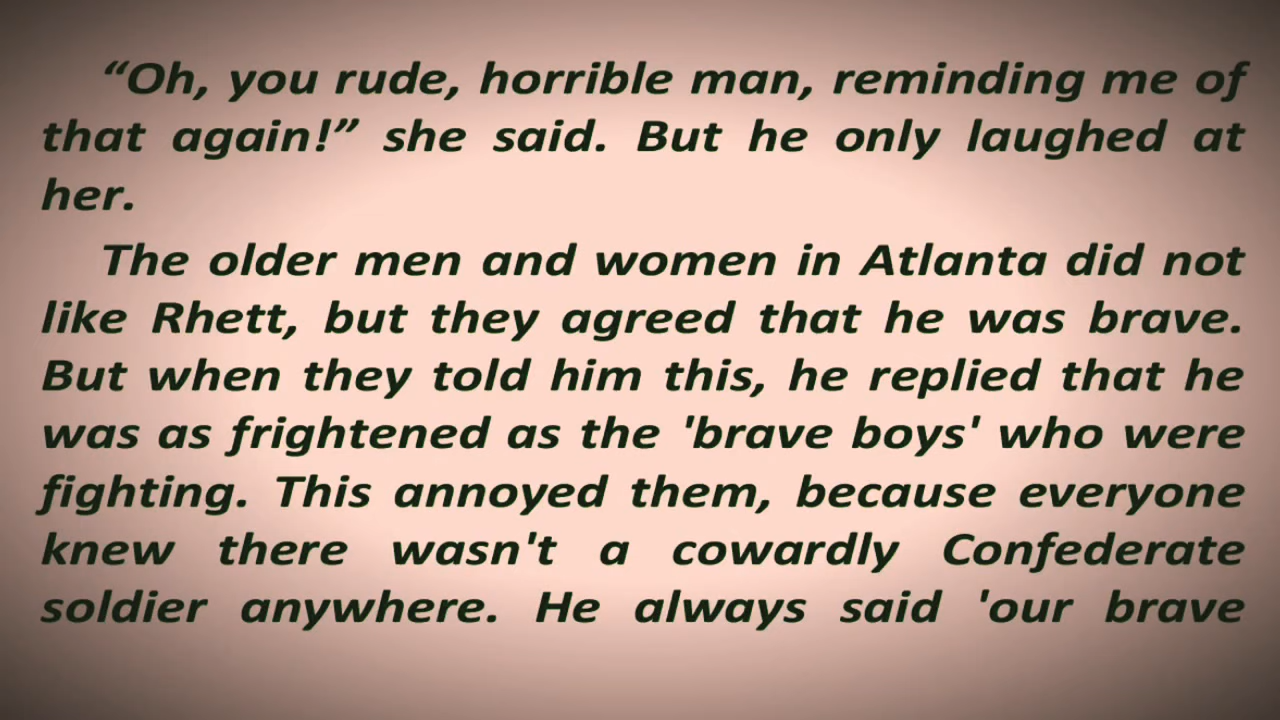 “Oh, you rude, horrible man, reminding me of
that again!” she said. But he only laughed at
her.
The older men and women in Atlanta did not
like Rhett, but they agreed that he was brave.
But when they told him this, he replied that he
was as frightened as the 'brave boys' who were
fighting. This annoyed them, because everyone
knew there wasn't a cowardly Confederate
soldier anywhere. He always said 'our brave